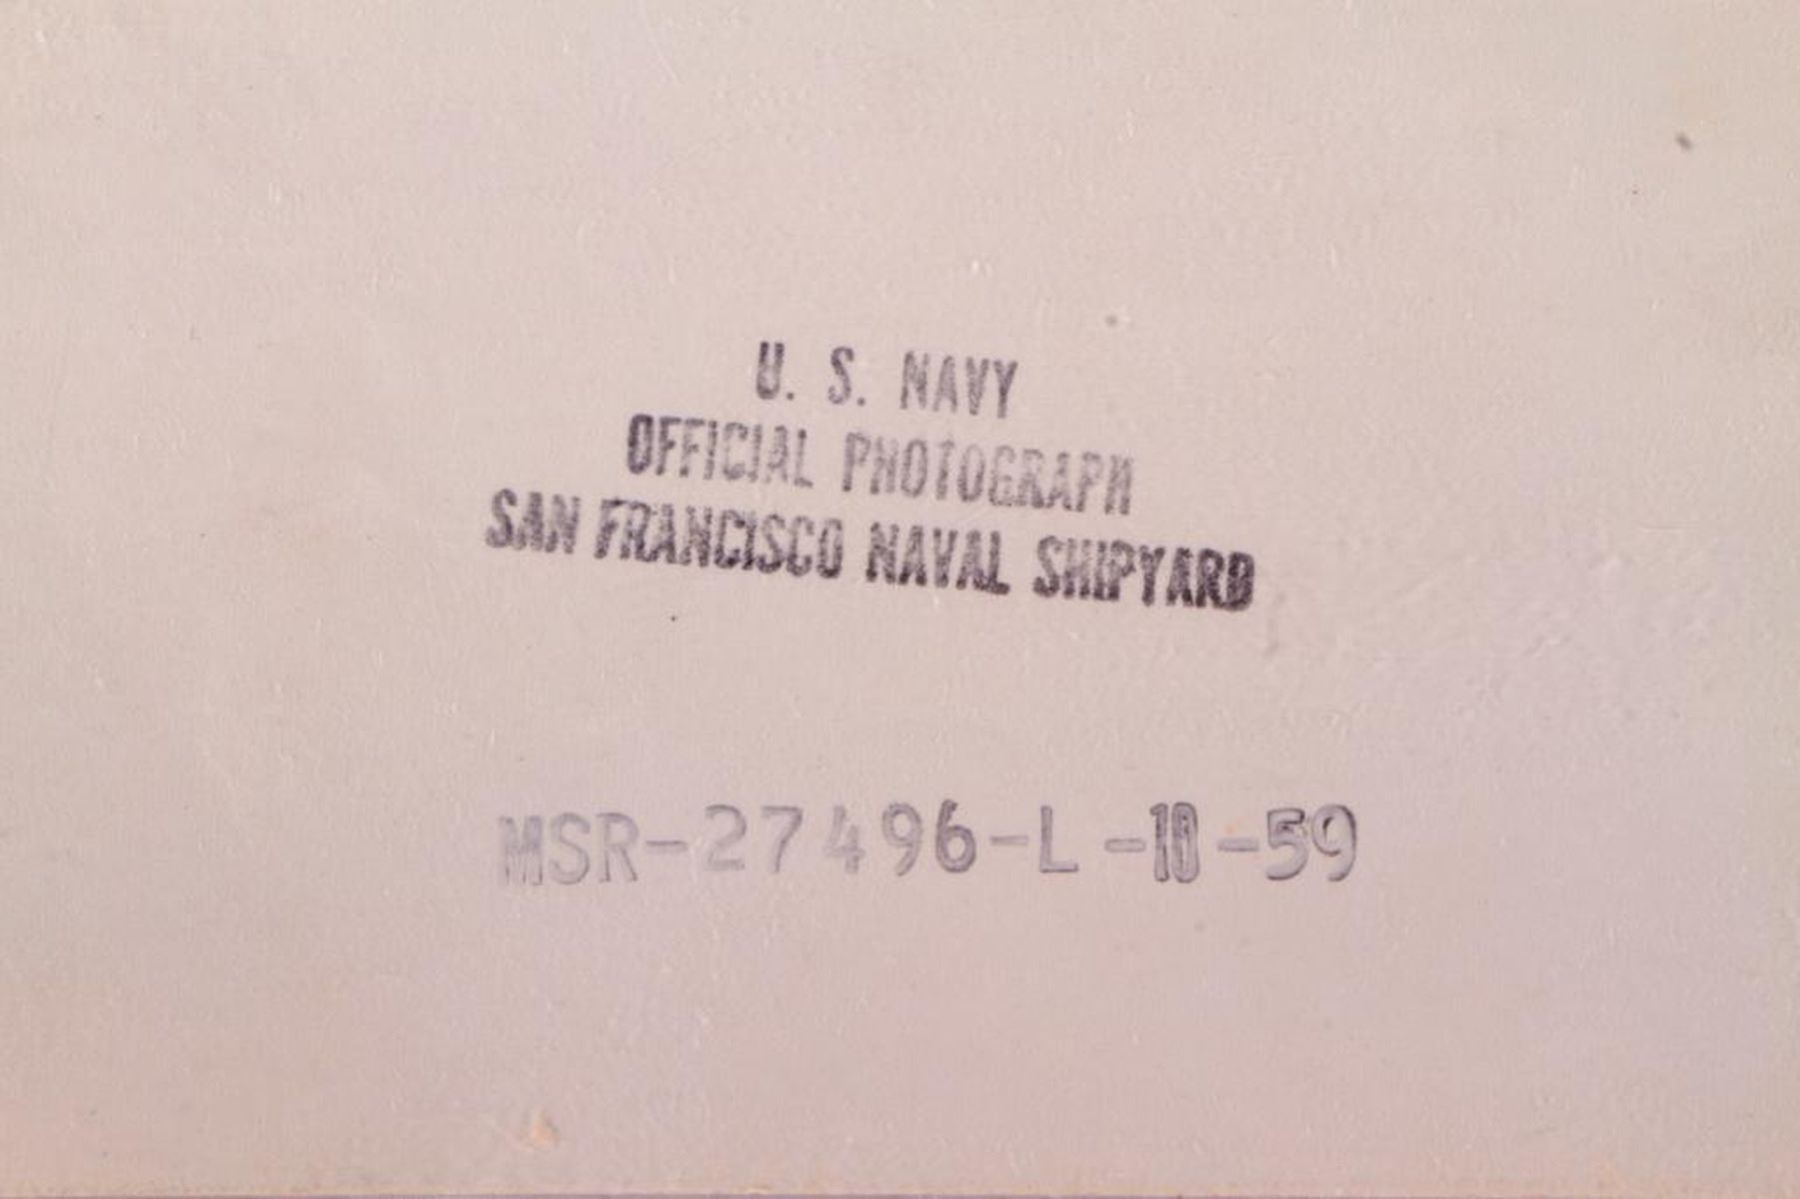 U. S. NAVY
OFFICIAL PHOTOGRAPH
SAN FRANCISCO NAVAL SHIPYARD
MSR-27496-L-10-59